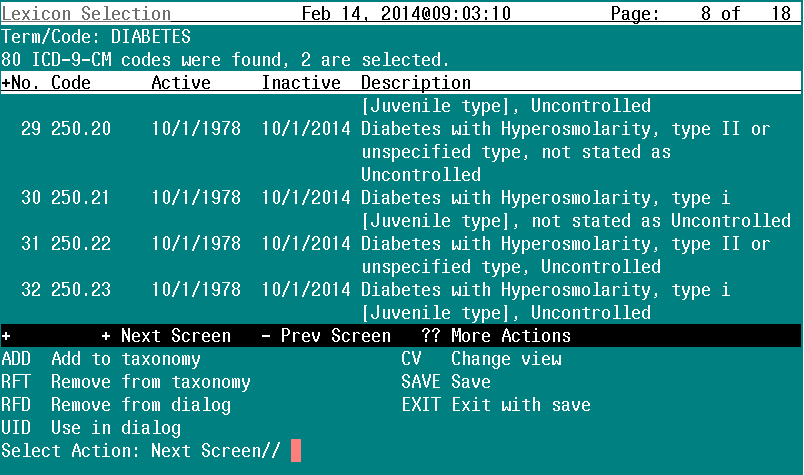 Lexicon Selection Feb 14, 2014@09:03:10 Page: 8 of 18
Term/Code: DIABETES
80 ICD-9-CM codes were found, 2 are selected.
+No. Code Active Inactive Description
[Juvenile type], Uncontrolled
29 250.20 10/1/1978 10/1/2014 Diabetes with Hyperosmolarity, type II or
unspecified type, not stated as
Uncontrolled
30 250.21 10/1/1978 10/1/2014 Diabetes with Hyperosmolarity, type i
[Juvenile type], not stated as Uncontrolled
31 250.22 10/1/1978 10/1/2014 Diabetes with Hyperosmolarity, type II or
unspecified type, Uncontrolled
32 250.23 10/1/1978 10/1/2014 Diabetes with Hyperosmolarity, type i
[Juvenile type], Uncontrolled
+ + Next Screen - Prev Screen ?? More Actions
ADD Add to taxonomy CV Change view
RFT Remove from taxonomy SAVE Save
RFD Remove from dialog EXIT Exit with save
UID Use in dialog
Select Action: Next Screen//